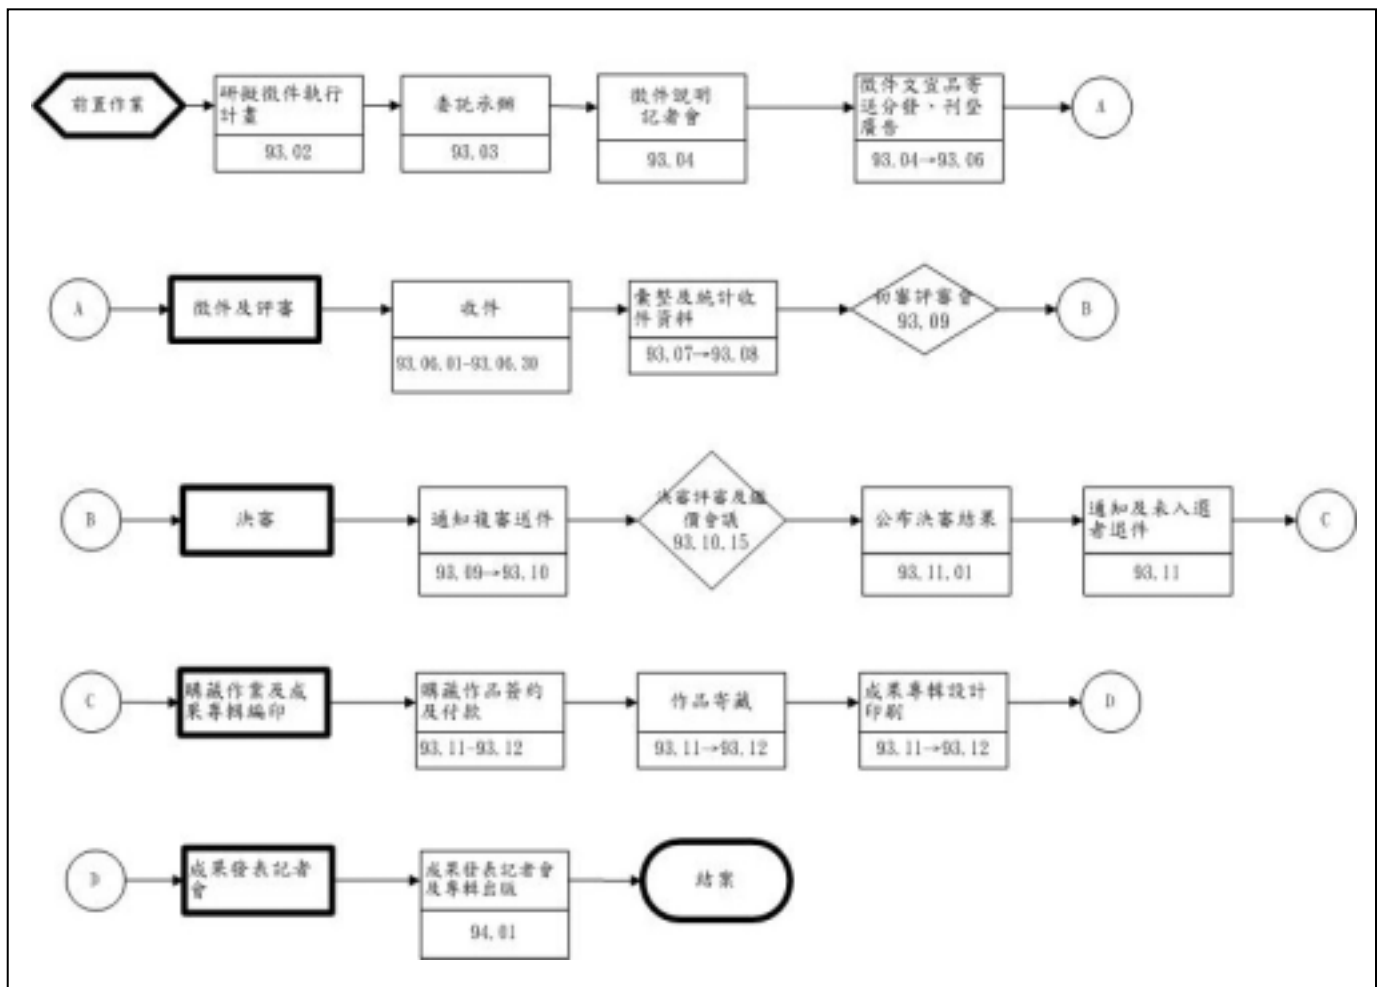 前置作業
研擬徵件執行
計畫
93.02
委託承辦
93.03
徵件說明
記者會
93.04
徵件文宣品寄
送分發、刊登
廣告
93.04→93.06
A
A
徵件及評審
收件
93.06.01-93.06.30
彙整及統計收
件資料
93.07→93.08
初審評審會
93.09
B
B
決審
通知複審送件
93.09→93.10
決審評審及鑑
價會議
93.10.15
公布決審結果
93.11.01
通知及未入選
者退件
93.11
C
C
購藏作業及成
果專輯編印
購藏作品簽約
及付款
93.11-93.12
作品寄藏
93.11→93.12
成果專輯設計
印刷
93.11→93.12
D
D
成果發表記者
會
成果發表記者會
及專輯出版
94.01
結案